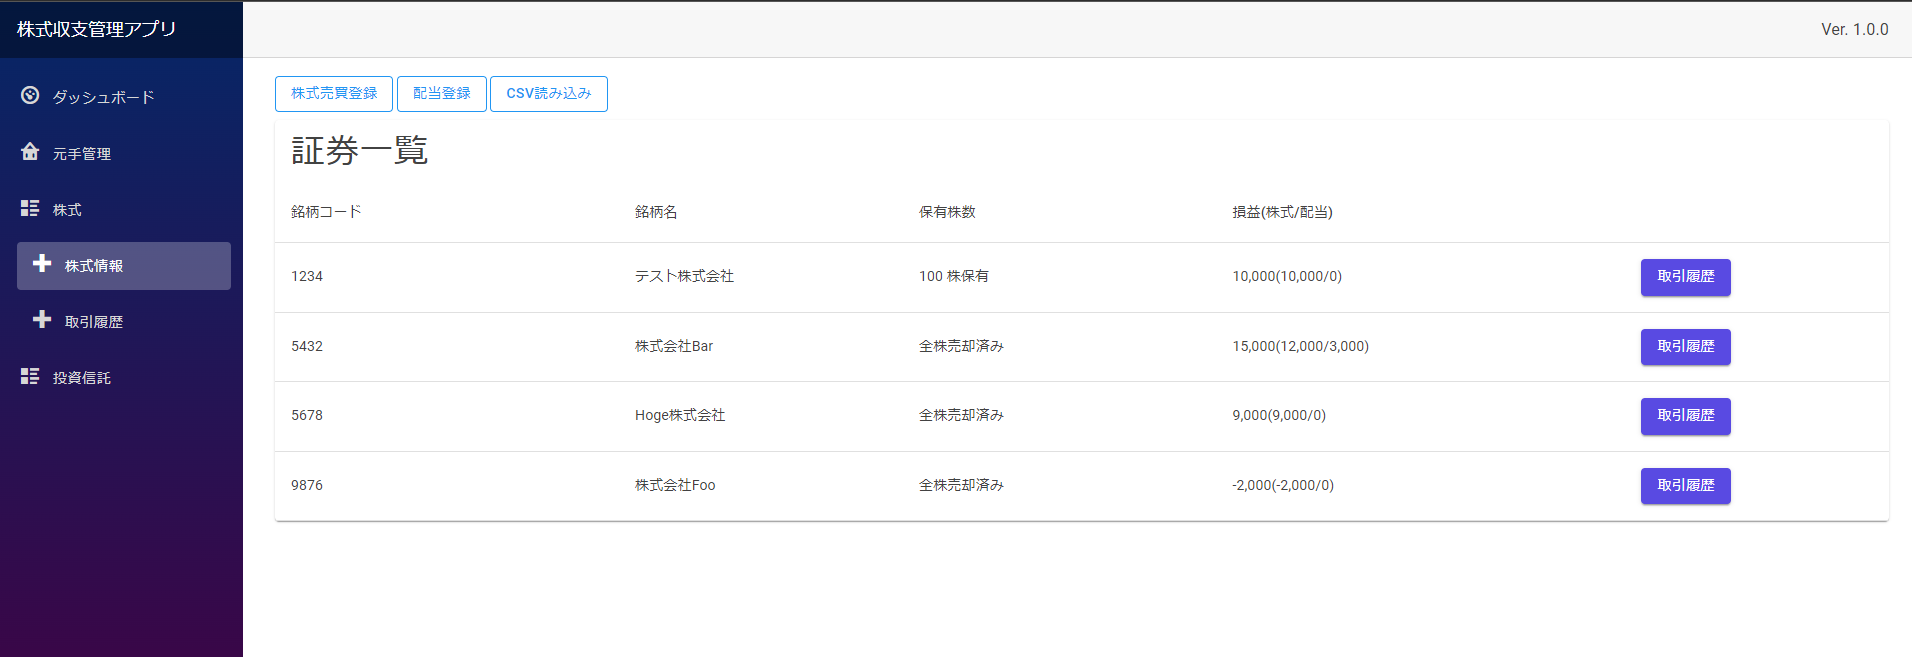 株式収支管理アプリ
Ver. 1.0.0
ダッシュボード
元手管理
株式
株式情報
取引履歴
投資信託
株式売買登録 配当登録 CSV読み込み
証券一覧
銘柄コード 銘柄名 保有株数 損益(株式/配当)
1234 テスト株式会社 100 株保有 10,000(10,000/0) 取引履歴
5432 株式会社Bar 全株売却済み 15,000(12,000/3,000) 取引履歴
5678 Hoge株式会社 全株売却済み 9,000(9,000/0) 取引履歴
9876 株式会社Foo 全株売却済み -2,000(-2,000/0) 取引履歴